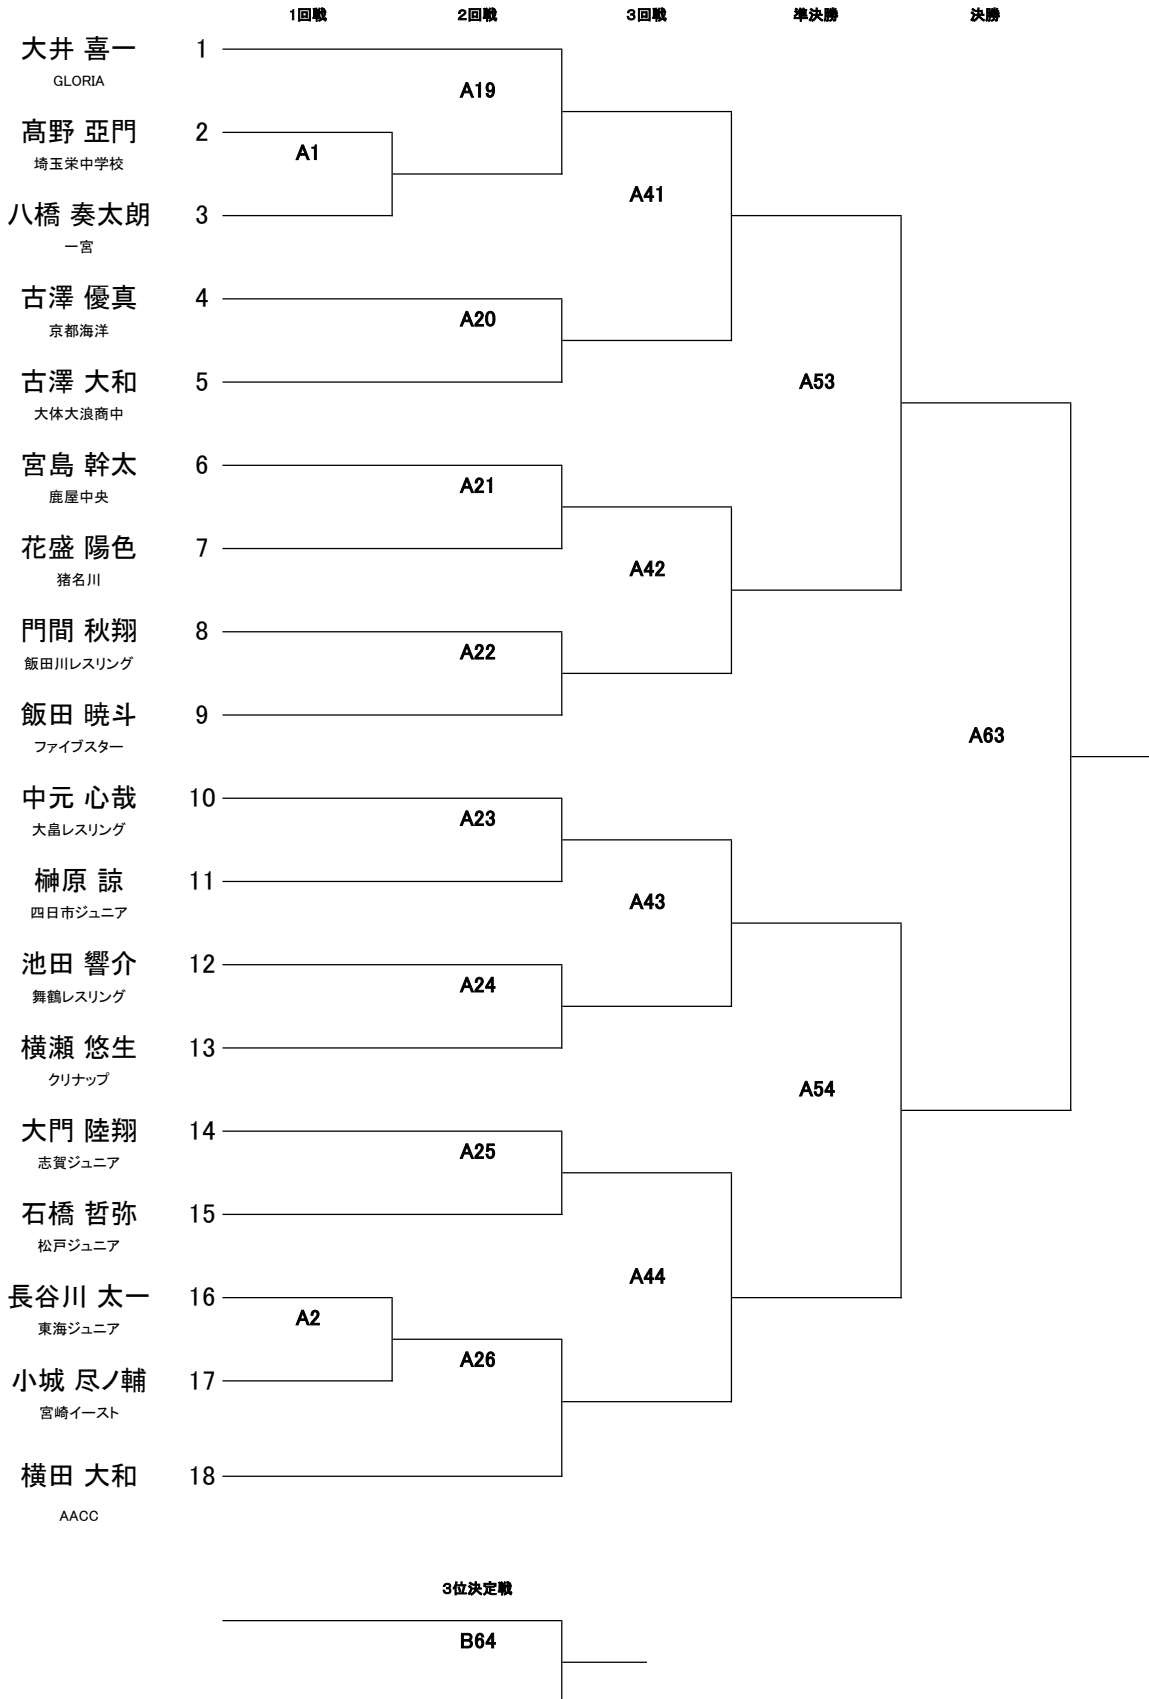 1回戦 2回戦 3回戦 準決勝 決勝
大井 喜一 1
GLORIA
A19
髙野 亞門 2
A1
埼玉栄中学校
A41
八橋 奏太朗 3
一宮
古澤 優真 4
A20
京都海洋
古澤 大和 5
A53
大体大浪商中
宮島 幹太 6
A21
鹿屋中央
花盛 陽色 7
A42
猪名川
門間 秋翔 8
A22
飯田川レスリング
飯田 暁斗 9
A63
ファイブスター
中元 心哉 10
A23
大畠レスリング
榊原 諒 11
A43
四日市ジュニア
池田 響介 12
A24
舞鶴レスリング
横瀬 悠生 13
クリナップ
A54
大門 陸翔 14
A25
志賀ジュニア
石橋 哲弥 15
松戸ジュニア
A44
長谷川 太一 16
A2
東海ジュニア
A26
小城 尽ノ輔 17
宮崎イースト
横田 大和 18
AACC
3位決定戦
B64